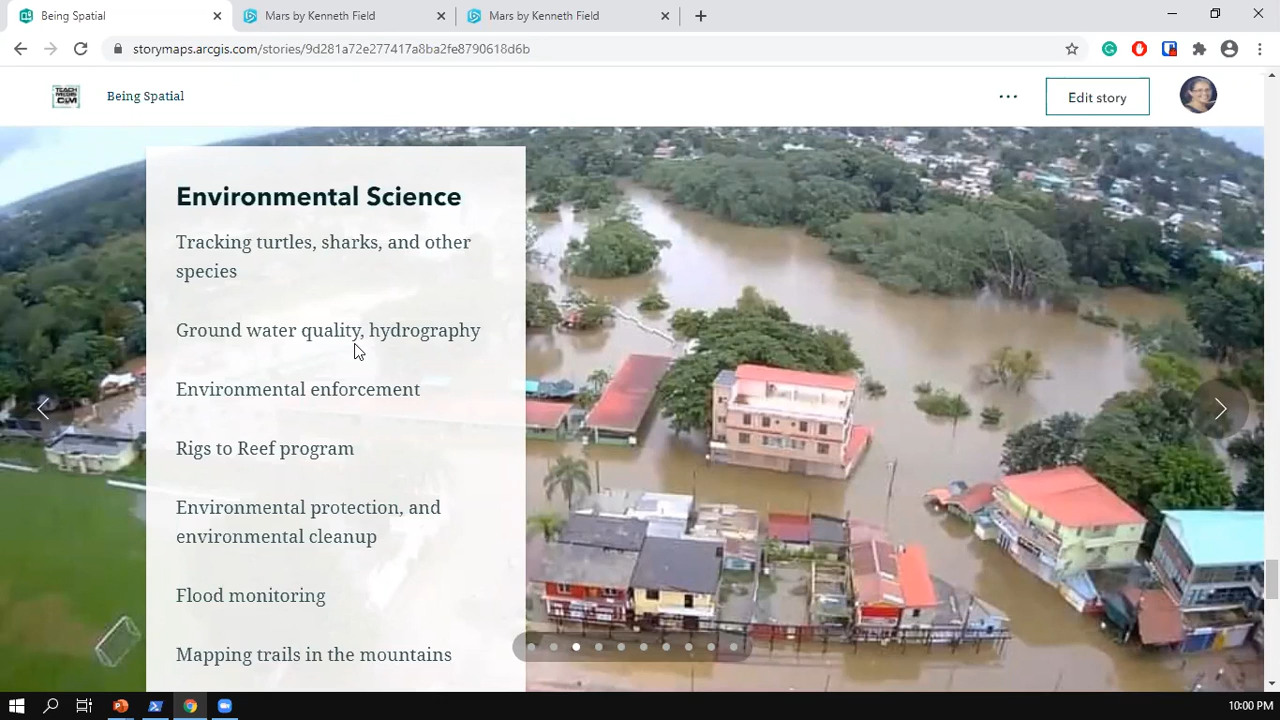 Being Spatial
Mars by Kenneth Field
Mars by Kenneth Field
storymaps.arcgis.com/stories/9d281a72e277417a8ba2fe8790618d6b
TEACH
Being Spatial
Edit story
Environmental Science
Tracking turtles, sharks, and other
species
Ground water quality, hydrography
Environmental enforcement
Rigs to Reef program
Environmental protection, and
environmental cleanup
Flood monitoring
Mapping trails in the mountains
10:00 PM